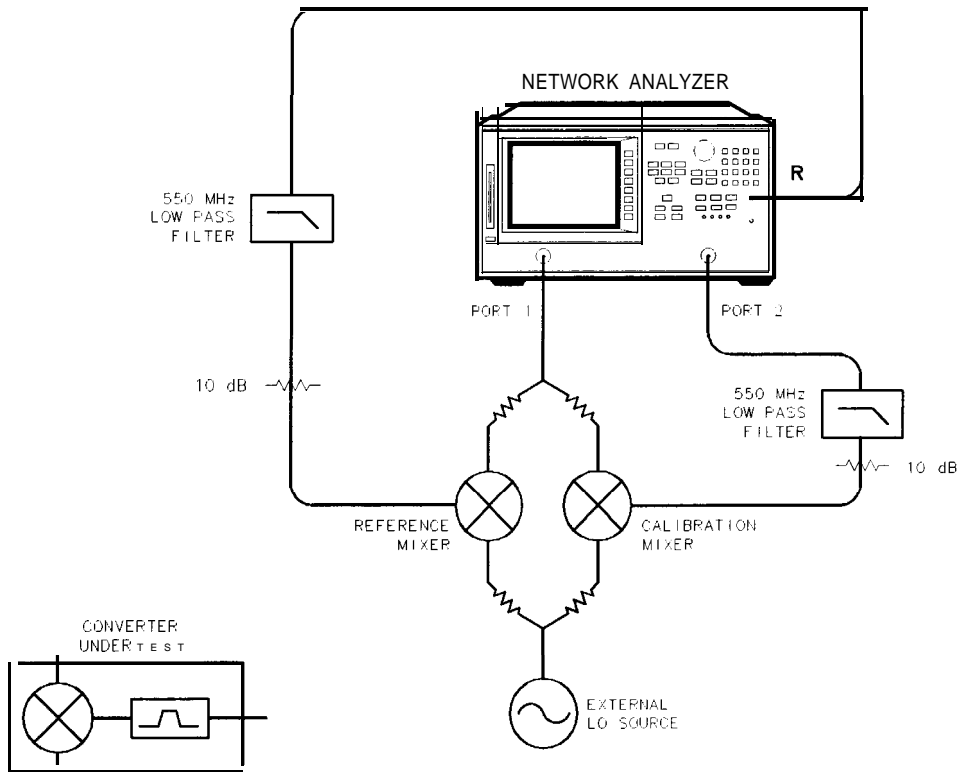 NETWORK ANALYZER
R
550 MHz
LOW PASS
FILTER
PORT 1
PORT 2
10 dB
550 MHz
LOW PASS
FILTER
10 dB
REFERENCE
MIXER
CALIBRATION
MIXER
CONVERTER
UNDER TEST
EXTERNAL
LO SOURCE